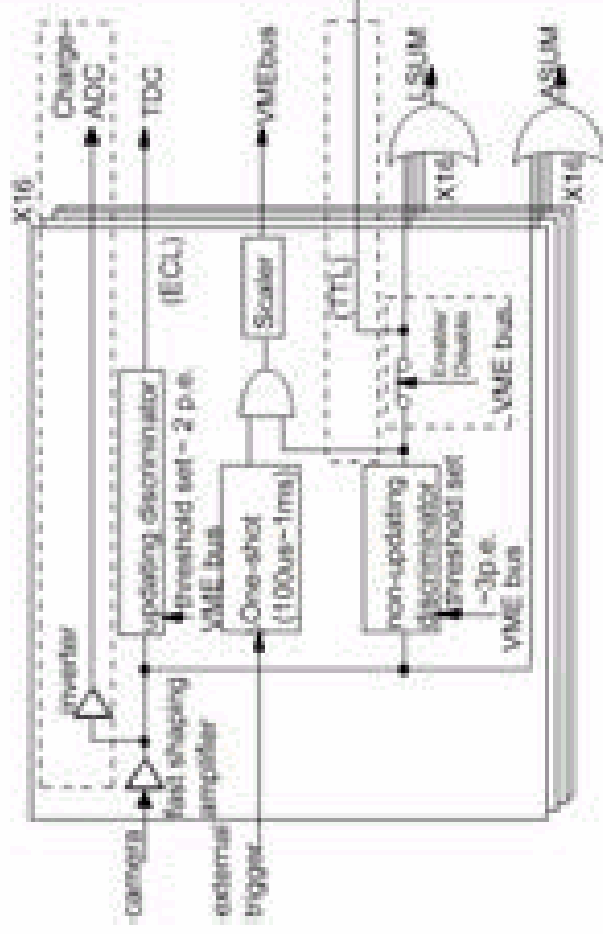 X16
Charge-
ADC
inverter
TDC
(ECL)
camera
fast shaping
amplifier
updating discriminator
threshold set~ 2 p.e.
VME bus
external
trigger
One-shot
(100us~1ms)
Scaler
VMEbus
(TTL)
non-updating
discriminator
threshold set
~3p.e.
VME bus
Enable/
Disable
VME bus
LSUM
X16
ASUM
X16